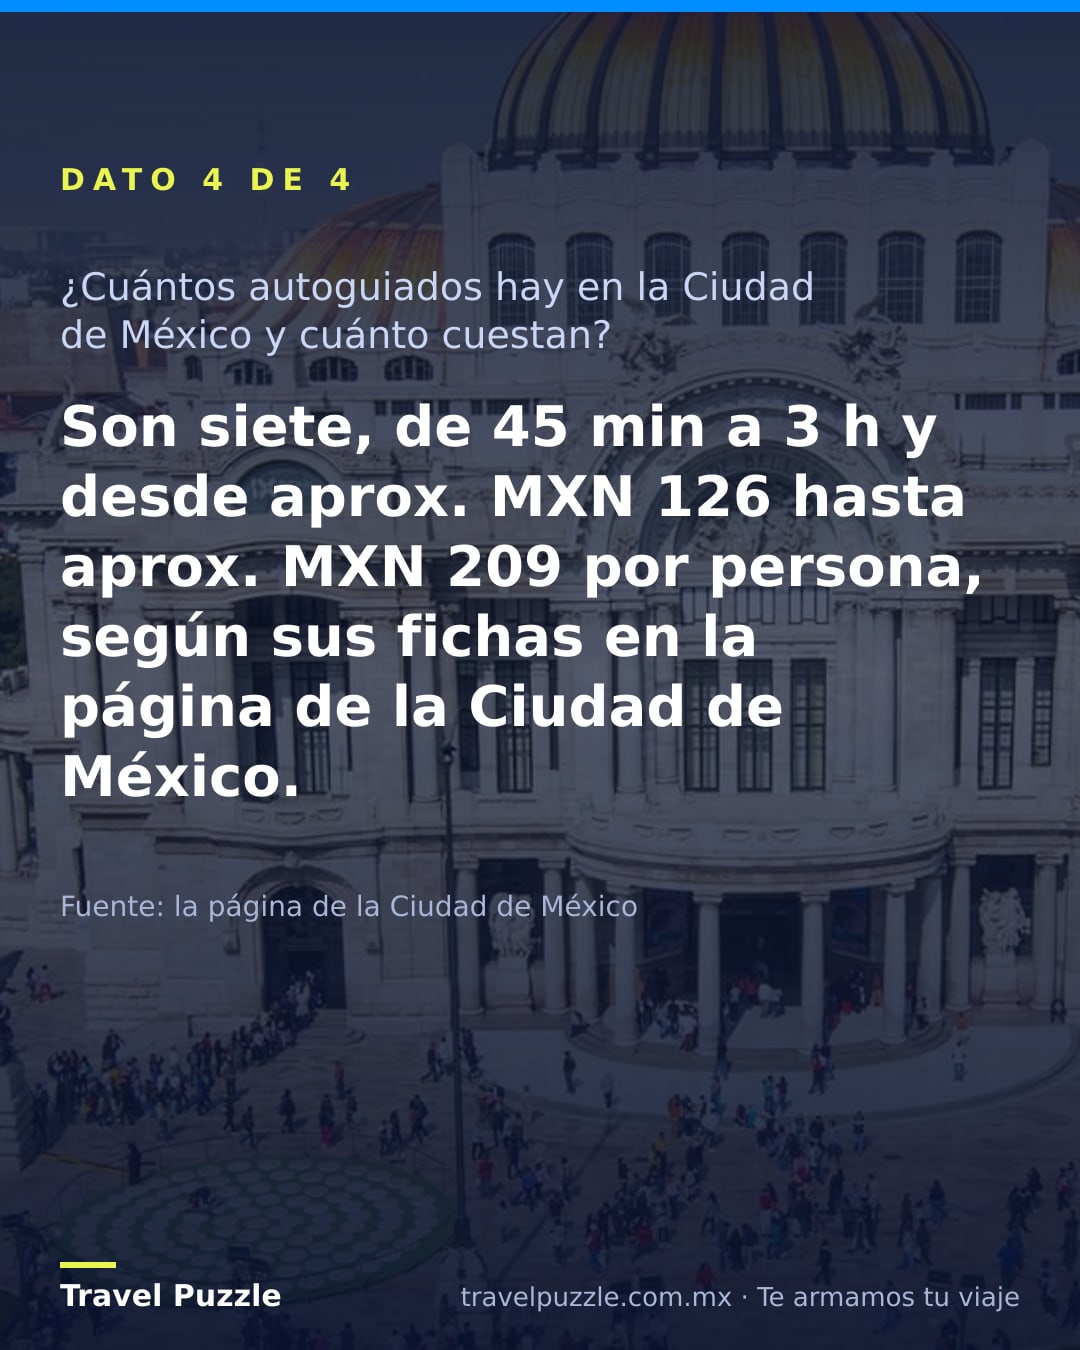 DATO 4 DE 4
¿Cuántos autoguiados hay en la Ciudad
de México y cuánto cuestan?
Son siete, de 45 min a 3 h y
desde aprox. MXN 126 hasta
aprox. MXN 209 por persona,
según sus fichas en la
página de la Ciudad de
México.
Fuente: la página de la Ciudad de México
Travel Puzzle
travelpuzzle.com.mx · Te armamos tu viaje